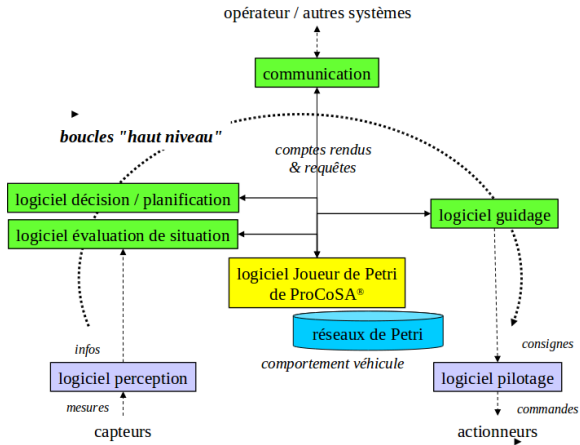 opérateur / autres systèmes
communication
boucles "haut niveau"
comptes rendus
& requêtes
logiciel décision / planification
logiciel évaluation de situation
logiciel guidage
logiciel Joueur de Petri
de ProCoSA®
réseaux de Petri
comportement véhicule
infos
consignes
logiciel perception
logiciel pilotage
mesures
commandes
capteurs
actionneurs